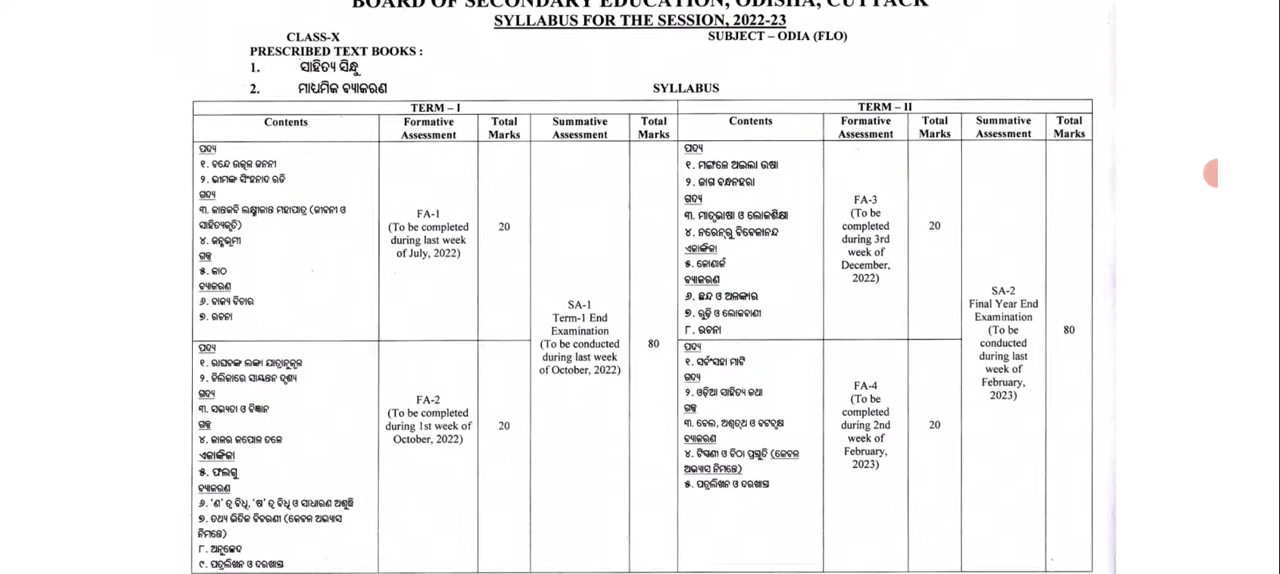 BOARD OF SECONDARY EDUCATION, ODISHA, CUTTACK
SYLLABUS FOR THE SESSION, 2022-23
CLASS-X SUBJECT – ODIA (FLO)
PRESCRIBED TEXT BOOKS :
1. ସାହିତ୍ୟ ସିନ୍ଧୁ
2. ମାଧ୍ୟମିକ ବ୍ୟାକରଣ
SYLLABUS
TERM – I
Contents
Formative Assessment
Total Marks
Summative Assessment
Total Marks
ପଦ୍ୟ
୧. ବନ୍ଦେ ଉତ୍କଳ ଜନନୀ
୨. ଭୀମଙ୍କ ସିଂହନାଦ ଉଠି
ଗଦ୍ୟ
୩. କାନ୍ତକବି ଲକ୍ଷ୍ମୀକାନ୍ତ ମହାପାତ୍ର (ଜୀବନୀ ଓ
ସାହିତ୍ୟକୃତି)
୪. ଜନ୍ମଭୂମୀ
ଗଳ୍ପ
୫. କାଠ
ବ୍ୟାକରଣ
୬. ବାକ୍ୟ ବିଚାର
୭. ରଚନା
FA-1
(To be completed
during last week
of July, 2022)
20
ପଦ୍ୟ
୧. ରାଘବଙ୍କ ଲଙ୍କା ଯାତ୍ରାନୁକୂଳ
୨. ଚିଲିକାରେ ସାୟନ୍ତନ ଦୃଶ୍ୟ
ଗଦ୍ୟ
୩. ସଭ୍ୟତା ଓ ବିଜ୍ଞାନ
ଗଳ୍ପ
୪. କାଳର କପୋଳ ତଳେ
ଏକାଙ୍କିକା
୫. ଫଲଗୁ
ବ୍ୟାକରଣ
୬. 'ଣ' ତ୍ୱ ବିଧି, 'ଷ' ତ୍ୱ ବିଧି ଓ ସାଧାରଣ ଅଶୁଦ୍ଧି
୭. ତଥ୍ୟ ଭିତିକ ବିବରଣୀ (କେବଳ ଅଭ୍ୟାସ
ନିମନ୍ତେ)
୮. ଅନୁଚ୍ଛେଦ
୯. ପତ୍ରଲିଖନ ଓ ଦରଖାସ୍ତ
FA-2
(To be completed
during 1st week of
October, 2022)
20
SA-1
Term-1 End
Examination
(To be conducted
during last week
of October, 2022)
80
TERM – II
Contents
Formative Assessment
Total Marks
Summative Assessment
Total Marks
ପଦ୍ୟ
୧. ମଙ୍ଗଳେ ଅଇଲା ଉଷା
୨. ଜାଗ ବନ୍ଧନହରା
ଗଦ୍ୟ
୩. ମାତୃଭାଷା ଓ ଲୋକଶିକ୍ଷା
୪. ନରେନ୍‌ରୁ ବିବେକାନନ୍ଦ
ଏକାଙ୍କିକା
୫. କୋଣାର୍କ
ବ୍ୟାକରଣ
୬. ଛନ୍ଦ ଓ ଅଳଙ୍କାର
୭. ରୂଢ଼ି ଓ ଲୋକବାଣୀ
୮. ରଚନା
FA-3
(To be
completed
during 3rd
week of
December,
2022)
20
ପଦ୍ୟ
୧. ସର୍ବଂସହା ମାଟି
ଗଦ୍ୟ
୨. ଓଡ଼ିଆ ସାହିତ୍ୟ କଥା
ଗଳ୍ପ
୩. ବେଲ, ଅଶ୍ୱତ୍ଥ ଓ ବଟବୃକ୍ଷ
ବ୍ୟାକରଣ
୪. ଟିପ୍ପଣୀ ଓ ଚିଠା ପ୍ରସ୍ତୁତି (କେବଳ
ଅଭ୍ୟାସ ନିମନ୍ତେ)
୫. ପତ୍ରଲିଖନ ଓ ଦରଖାସ୍ତ
FA-4
(To be
completed
during 2nd
week of
February,
2023)
20
SA-2
Final Year End
Examination
(To be
conducted
during last
week of
February,
2023)
80